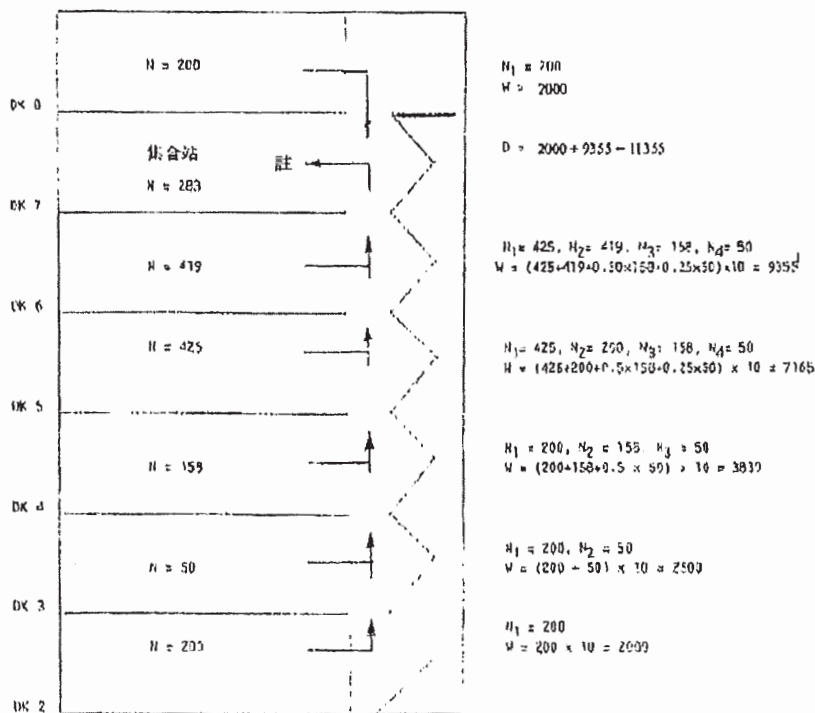 N = 200
N₁ = 200
W = 2000
DK 8
集合站
註
N = 283
D = 2000 + 9355 = 11355
DK 7
N = 419
N₁= 425, N₂= 419, N₃= 158, N₄= 50
W = (425+419+0.50×158+0.25×50)×10 = 9355
DK 6
N = 425
N₁= 425, N₂= 200, N₃= 158, N₄= 50
W = (425+200+0.5×158+0.25×50) × 10 = 7165
DK 5
N = 158
N₁ = 200, N₂ = 158, N₃ = 50
W = (200+158+0.5 × 50) × 10 = 3830
DK 4
N = 50
N₁ = 200, N₂ = 50
W = (200 + 50) × 10 = 2500
DK 3
N = 200
N₁ = 200
W = 200 × 10 = 2000
DK 2